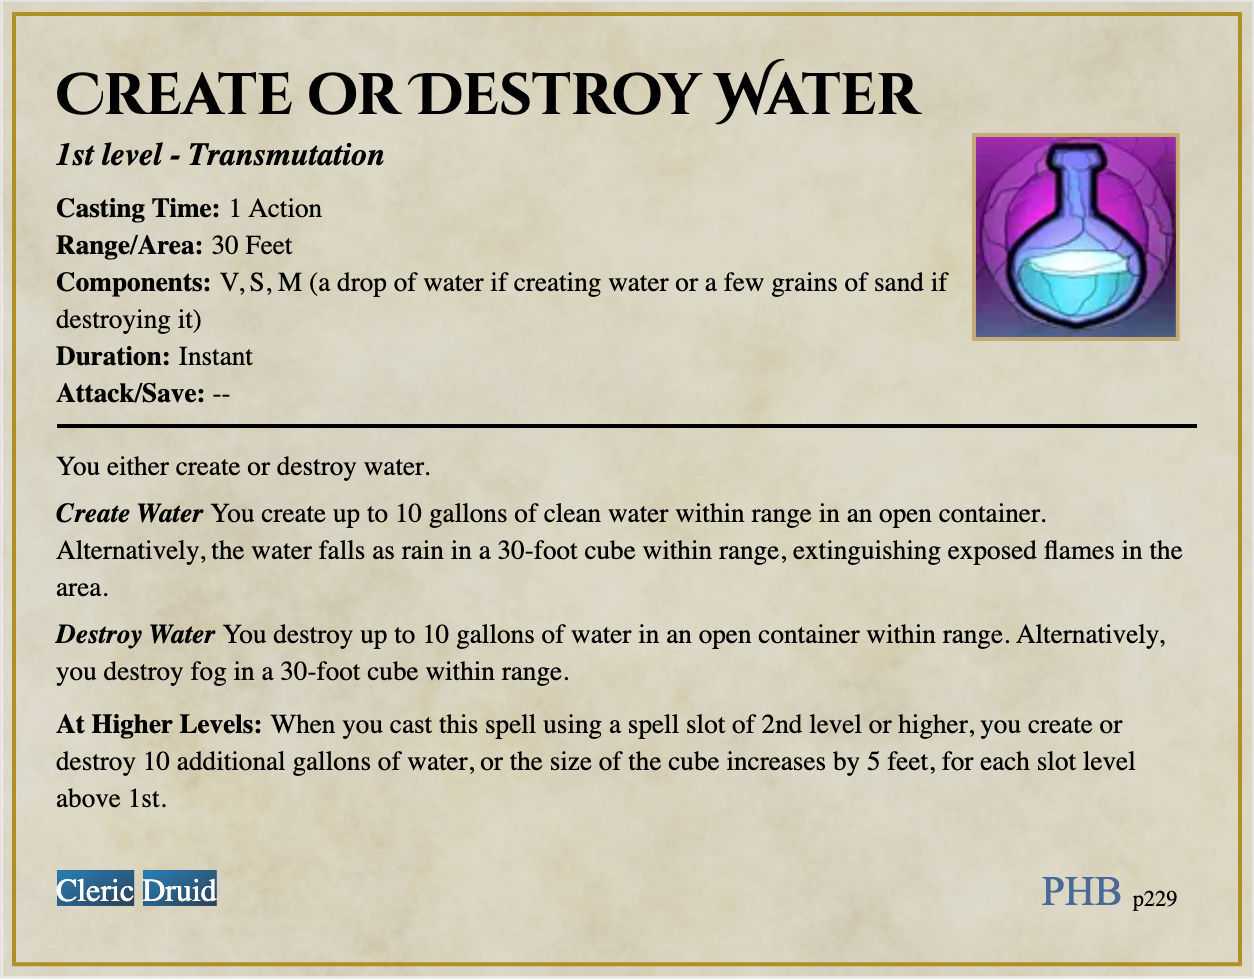 Create or Destroy Water
1st level - Transmutation
Casting Time: 1 Action
Range/Area: 30 Feet
Components: V, S, M (a drop of water if creating water or a few grains of sand if
destroying it)
Duration: Instant
Attack/Save: --
You either create or destroy water.
Create Water You create up to 10 gallons of clean water within range in an open container.
Alternatively, the water falls as rain in a 30-foot cube within range, extinguishing exposed flames in the
area.
Destroy Water You destroy up to 10 gallons of water in an open container within range. Alternatively,
you destroy fog in a 30-foot cube within range.
At Higher Levels: When you cast this spell using a spell slot of 2nd level or higher, you create or
destroy 10 additional gallons of water, or the size of the cube increases by 5 feet, for each slot level
above 1st.
Cleric Druid
PHB p229